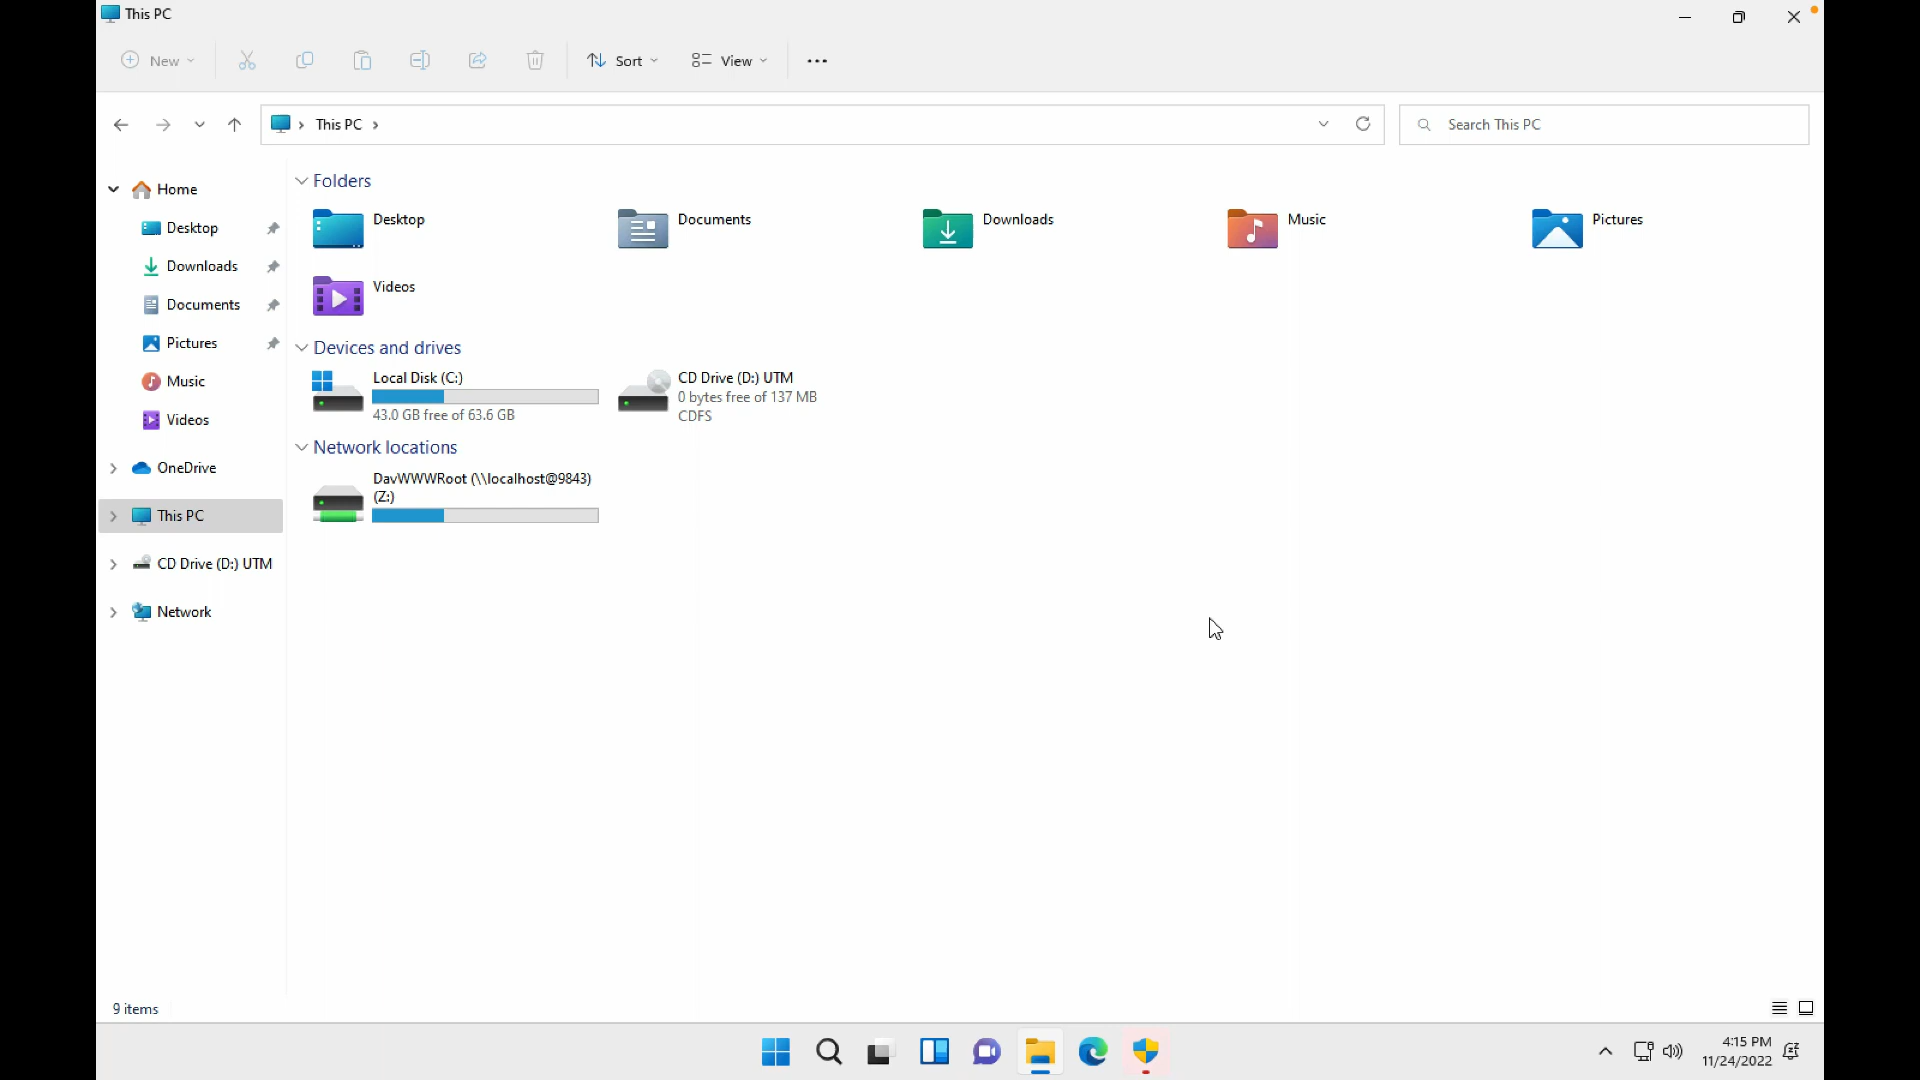 This PC
New
Sort
View
This PC
Search This PC
Home
Desktop
Downloads
Documents
Pictures
Music
Videos
OneDrive
This PC
CD Drive (D:) UTM
Network
Folders
Desktop
Documents
Downloads
Music
Pictures
Videos
Devices and drives
Local Disk (C:)
43.0 GB free of 63.6 GB
CD Drive (D:) UTM
0 bytes free of 137 MB
CDFS
Network locations
DavWWWRoot (\\localhost@9843)
(Z:)
9 items
4:15 PM
11/24/2022